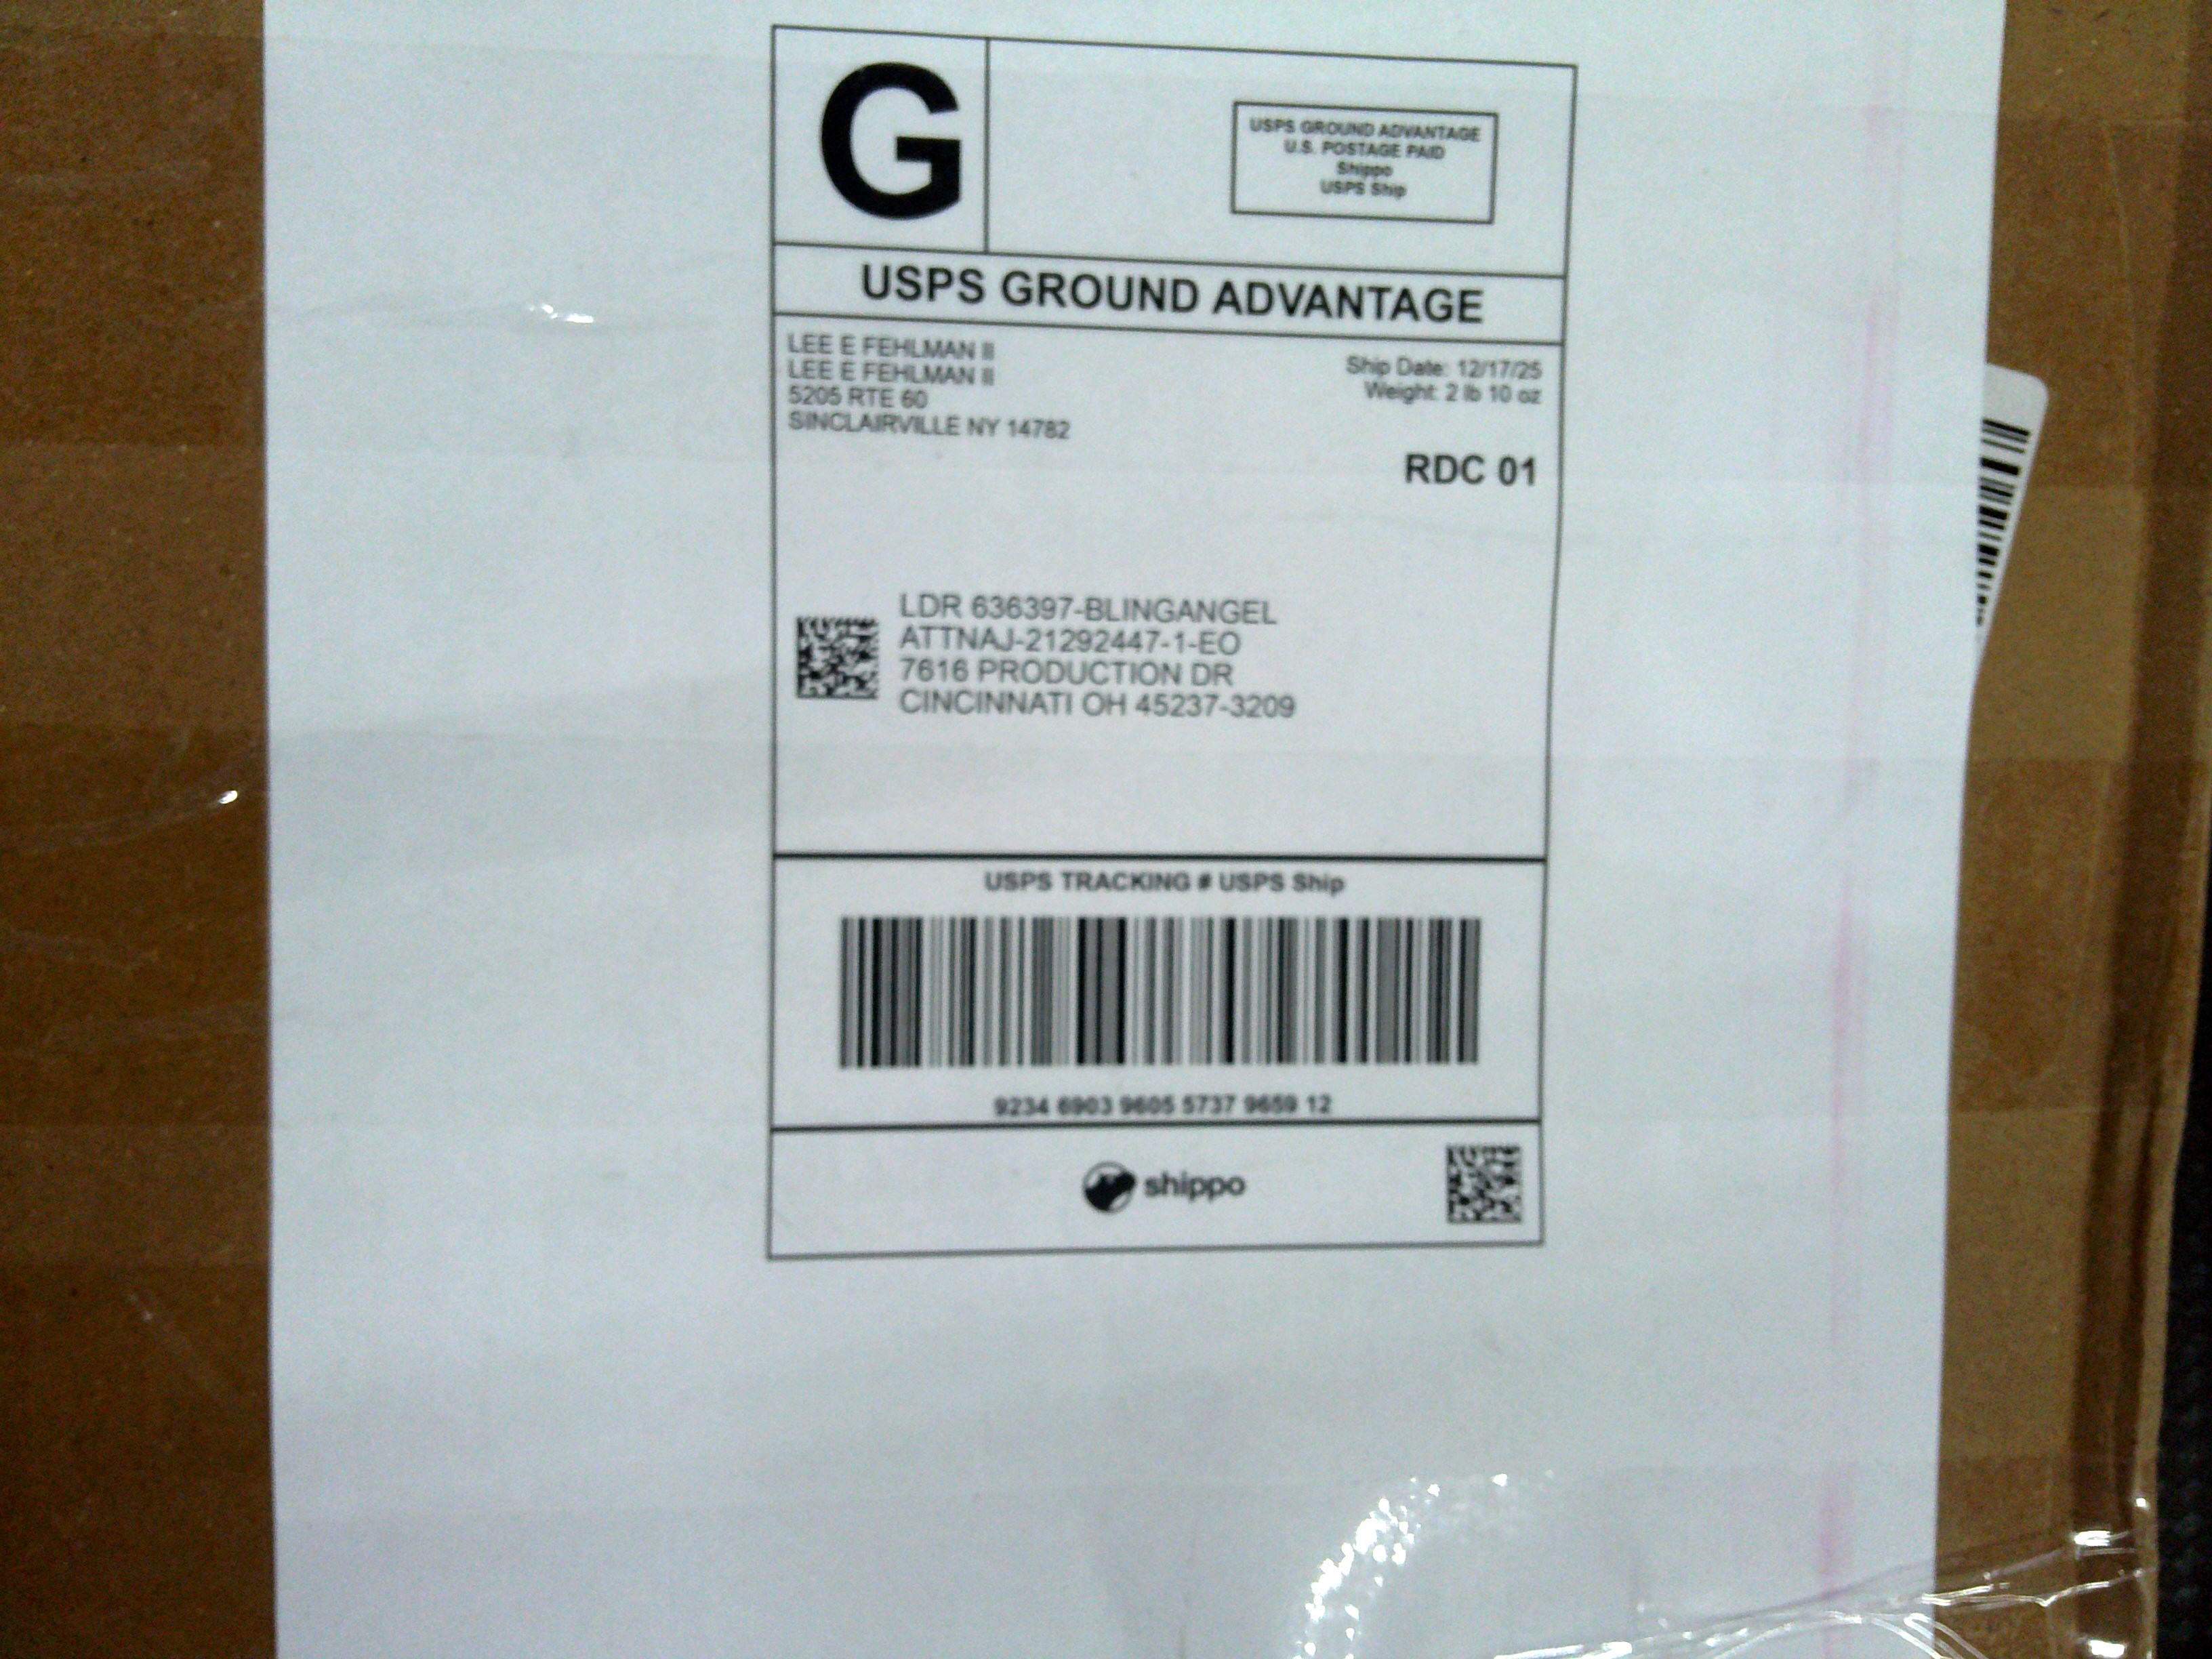 G
USPS GROUND ADVANTAGE
U.S. POSTAGE PAID
Shippo
USPS Ship
USPS GROUND ADVANTAGE
LEE E FEHLMAN II
LEE E FEHLMAN II
5205 RTE 60
SINCLAIRVILLE NY 14782
Ship Date: 12/17/25
Weight: 2 lb 10 oz
RDC 01
LDR 636397-BLINGANGEL
ATTNAJ-21292447-1-EO
7616 PRODUCTION DR
CINCINNATI OH 45237-3209
USPS TRACKING # USPS Ship
9234 6903 9605 5737 9659 12
shippo